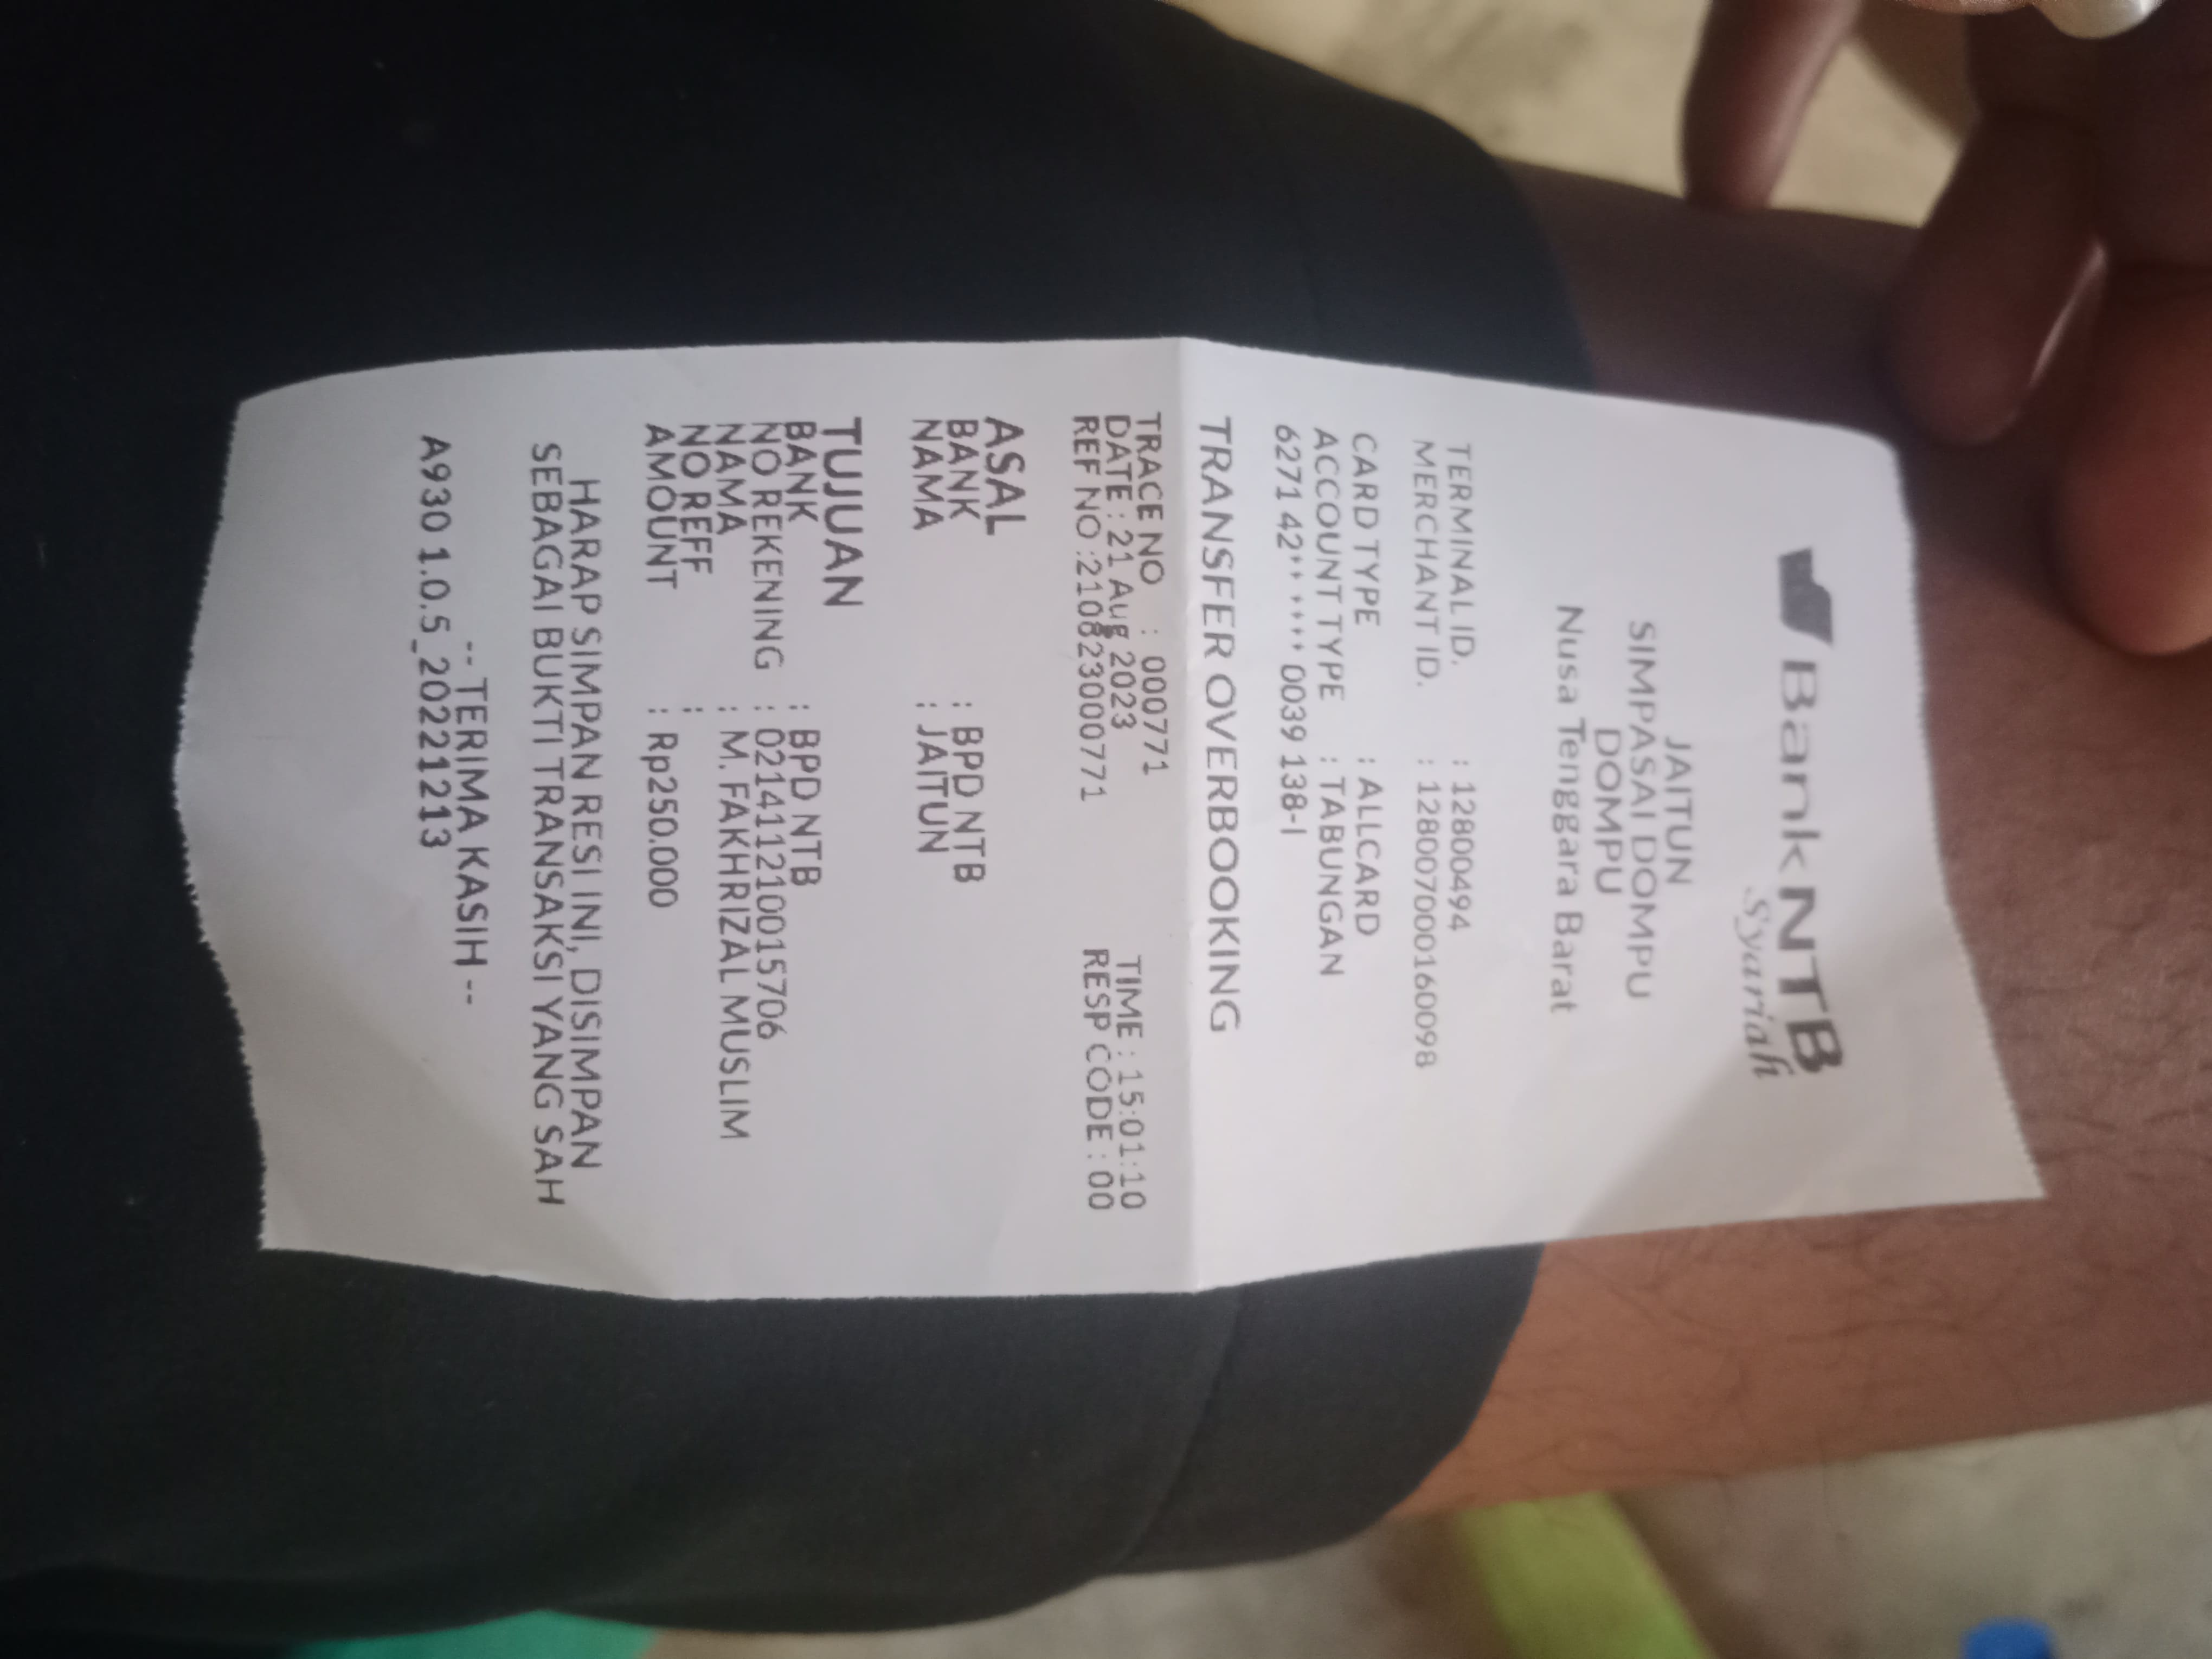 Bank NTB
Syariah
JAITUN
SIMPASAI DOMPU
DOMPU
Nusa Tenggara Barat
TERMINAL ID. : 12800494
MERCHANT ID. : 128007000160098
CARD TYPE : ALLCARD
ACCOUNT TYPE : TABUNGAN
6271 42** **** 0039 138-I
TRANSFER OVERBOOKING
TRACE NO : 000771
DATE : 21 Aug 2023 TIME : 15:01:10
REF NO :210823000771 RESP CODE : 00
ASAL
BANK : BPD NTB
NAMA : JAITUN
TUJUAN
BANK : BPD NTB
NO REKENING : 021411210015706
NAMA : M. FAKHRIZAL MUSLIM
NO REFF :
AMOUNT : Rp250.000
HARAP SIMPAN RESI INI, DISIMPAN
SEBAGAI BUKTI TRANSAKSI YANG SAH
-- TERIMA KASIH --
A930 1.0.5_20221213